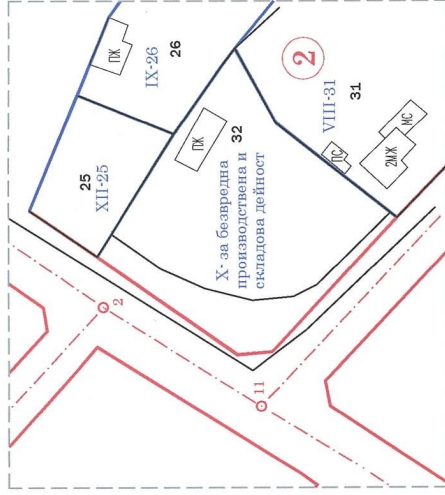 ПЖ
IX-26
26
25
XII-25
2
ПЖ
32
X- за безвредна
производствена и
складова дейност
2
VIII-31
31
ПС
2МЖ
МС
11